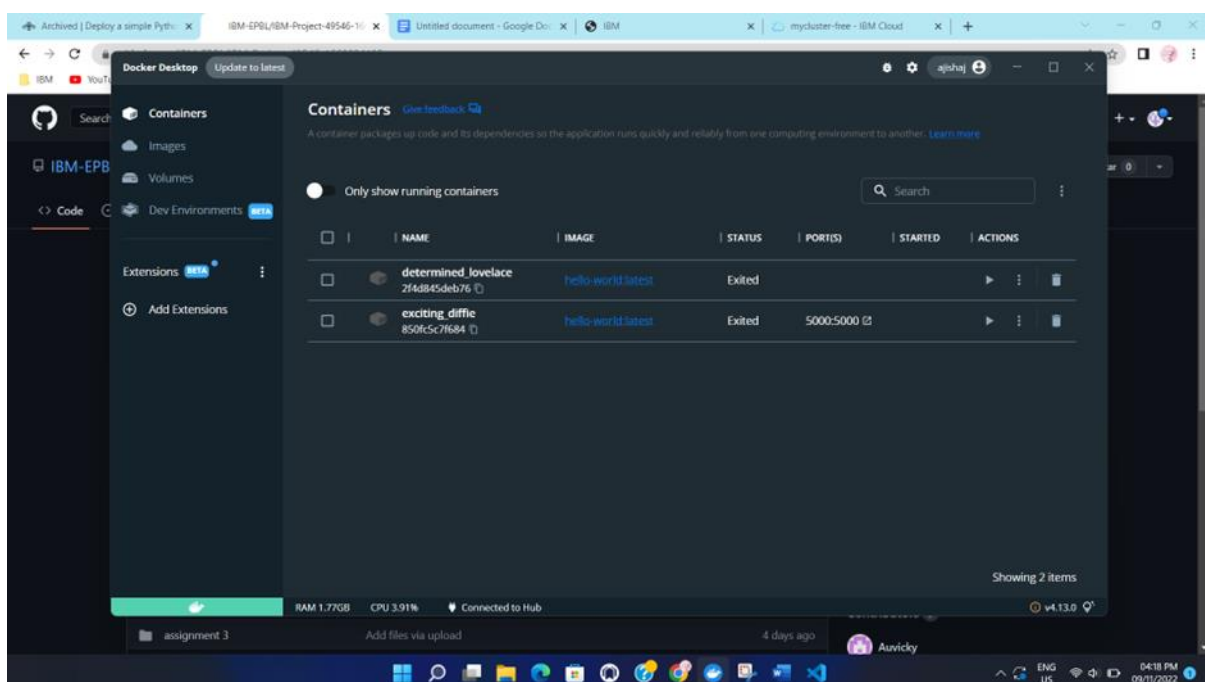 Archived | Deploy a simple Pytho
IBM-EPBL/IBM-Project-49546-16
Untitled document - Google Doc
IBM
mycluster-free - IBM Cloud
IBM
YouTu
Docker Desktop Update to latest
ajishaj
Search
IBM-EPB
Code
ar 0
Containers
Images
Volumes
Dev Environments BETA
Extensions BETA
Add Extensions
Containers Give feedback
A container packages up code and its dependencies so the application runs quickly and reliably from one computing environment to another. Learn more
Only show running containers
Search
NAME IMAGE STATUS PORT(S) STARTED ACTIONS
determined_lovelace hello-world:latest Exited
2f4d845deb76
exciting_diffie hello-world:latest Exited 5000:5000
850fc5c7f684
Showing 2 items
RAM 1.77GB CPU 3.91% Connected to Hub v4.13.0
assignment 3 Add files via upload 4 days ago
Auvicky
ENG
US
04:18 PM
09/11/2022